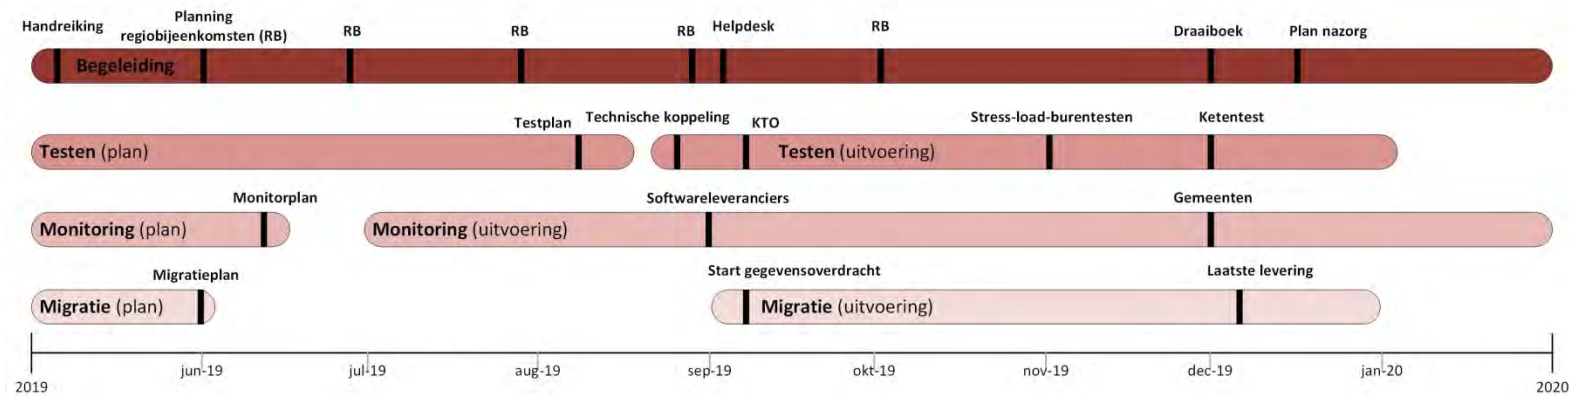 Handreiking
Planning
regiobijeenkomsten (RB)
RB
RB
RB
Helpdesk
RB
Draaiboek
Plan nazorg
Begeleiding
Testplan
Technische koppeling
KTO
Stress-load-burentesten
Ketentest
Testen (plan)
Testen (uitvoering)
Monitorplan
Softwareleveranciers
Gemeenten
Monitoring (plan)
Monitoring (uitvoering)
Migratieplan
Start gegevensoverdracht
Laatste levering
Migratie (plan)
Migratie (uitvoering)
2019
jun-19
jul-19
aug-19
sep-19
okt-19
nov-19
dec-19
jan-20
2020